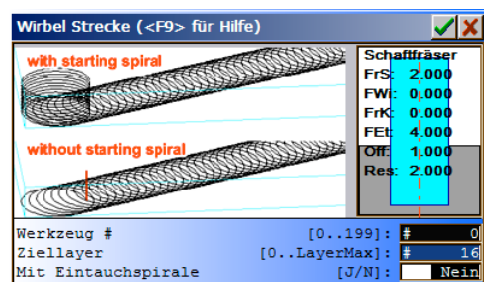 Wirbel Strecke (<F9> für Hilfe)
with starting spiral
without starting spiral
Schaftfräser
FrS: 2.000
FWi: 0.000
FrK: 0.000
FEt: 4.000
Off: 1.000
Res: 2.000
Werkzeug # [0..199]: # 0
Ziellayer [0..LayerMax]: # 16
Mit Eintauchspirale [J/N]: Nein